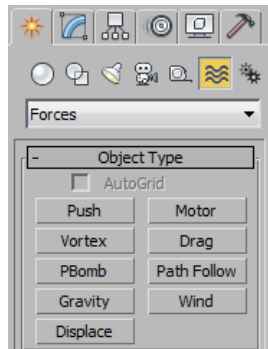 Forces
- Object Type
AutoGrid
Push Motor
Vortex Drag
PBomb Path Follow
Gravity Wind
Displace